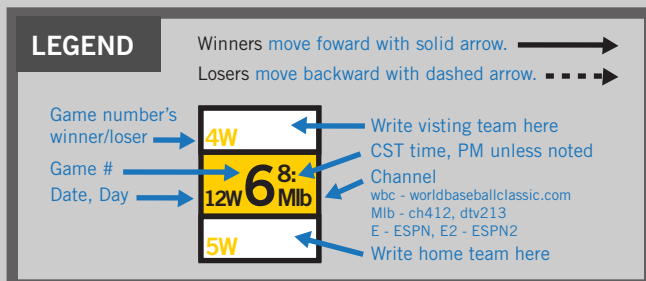 LEGEND
Winners move foward with solid arrow.
Losers move backward with dashed arrow.
Game number's
winner/loser
Game #
Date, Day
4W
12W 6 8:
Mlb
5W
Write visting team here
CST time, PM unless noted
Channel
wbc - worldbaseballclassic.com
Mlb - ch412, dtv213
E - ESPN, E2 - ESPN2
Write home team here